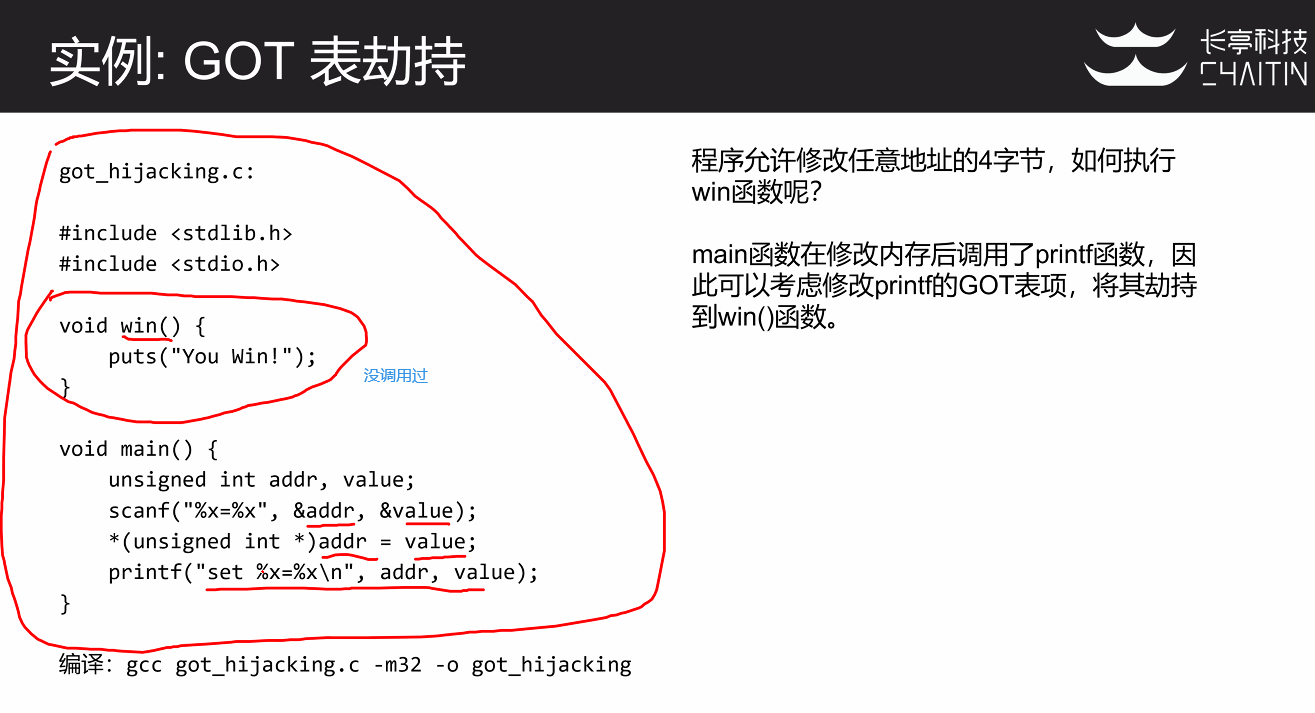 实例: GOT 表劫持
长亭科技
CHAITIN
got_hijacking.c:
#include <stdlib.h>
#include <stdio.h>
void win() {
    puts("You Win!");
}
没调用过
void main() {
    unsigned int addr, value;
    scanf("%x=%x", &addr, &value);
    *(unsigned int *)addr = value;
    printf("set %x=%x\n", addr, value);
}
编译：gcc got_hijacking.c -m32 -o got_hijacking
程序允许修改任意地址的4字节，如何执行
win函数呢？
main函数在修改内存后调用了printf函数，因
此可以考虑修改printf的GOT表项，将其劫持
到win()函数。